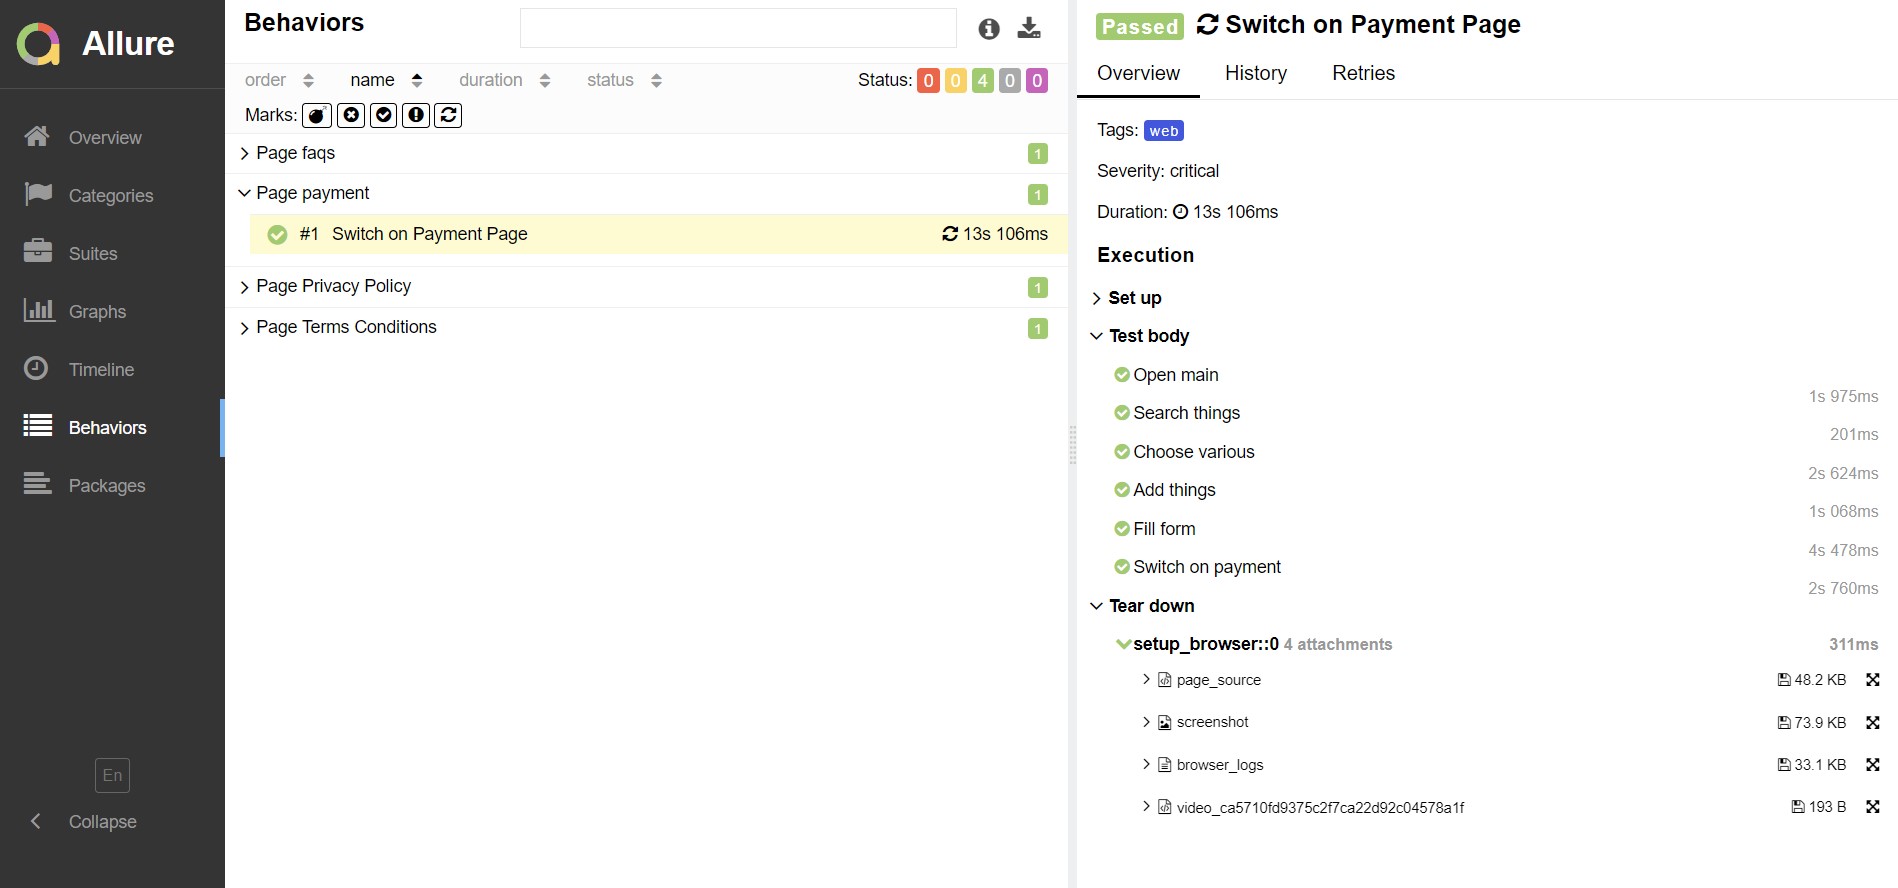 Allure
Overview
Categories
Suites
Graphs
Timeline
Behaviors
Packages
En
Collapse
Behaviors
order name duration status Status: 0 0 4 0 0
Marks:
Page faqs 1
Page payment 1
#1 Switch on Payment Page 13s 106ms
Page Privacy Policy 1
Page Terms Conditions 1
Passed Switch on Payment Page
Overview History Retries
Tags: web
Severity: critical
Duration: 13s 106ms
Execution
Set up
Test body
Open main
1s 975ms
Search things
201ms
Choose various
2s 624ms
Add things
1s 068ms
Fill form
4s 478ms
Switch on payment
2s 760ms
Tear down
setup_browser::0 4 attachments 311ms
page_source 48.2 KB
screenshot 73.9 KB
browser_logs 33.1 KB
video_ca5710fd9375c2f7ca22d92c04578a1f 193 B